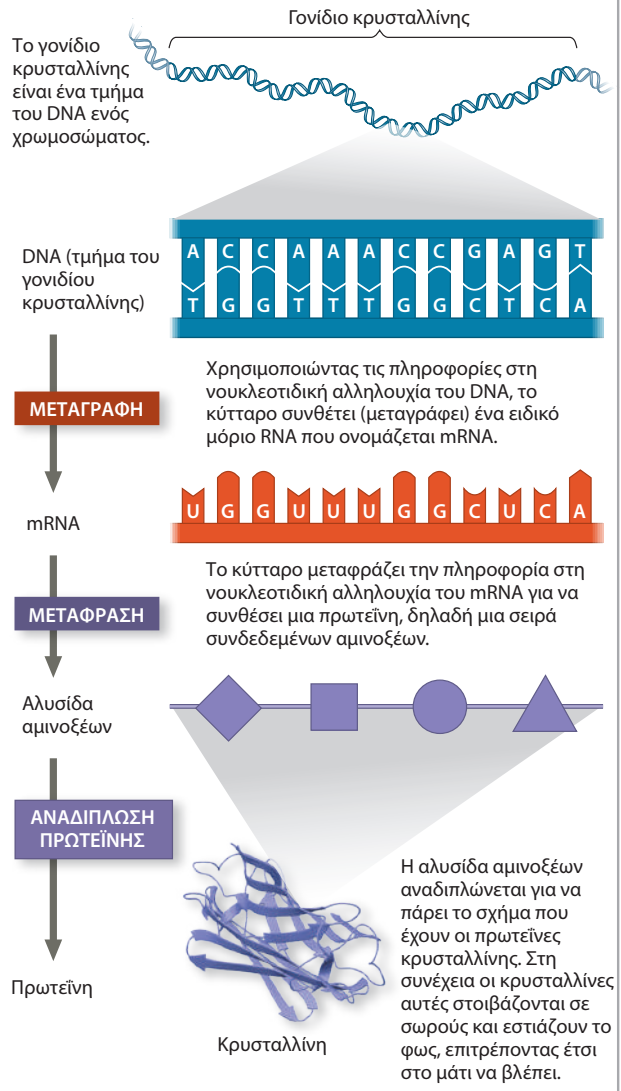 Γονίδιο κρυσταλλίνης
Το γονίδιο
κρυσταλλίνης
είναι ένα τμήμα
του DNA ενός
χρωμοσώματος.
DNA (τμήμα του
γονιδίου
κρυσταλλίνης)
A C C A A A C C G A G T
T G G T T T G G C T C A
Χρησιμοποιώντας τις πληροφορίες στη
νουκλεοτιδική αλληλουχία του DNA, το
κύτταρο συνθέτει (μεταγράφει) ένα ειδικό
μόριο RNA που ονομάζεται mRNA.
ΜΕΤΑΓΡΑΦΗ
mRNA
U G G U U U G G C U C A
Το κύτταρο μεταφράζει την πληροφορία στη
νουκλεοτιδική αλληλουχία του mRNA για να
συνθέσει μια πρωτεΐνη, δηλαδή μια σειρά
συνδεδεμένων αμινοξέων.
ΜΕΤΑΦΡΑΣΗ
Αλυσίδα
αμινοξέων
ΑΝΑΔΙΠΛΩΣΗ
ΠΡΩΤΕΪΝΗΣ
Η αλυσίδα αμινοξέων
αναδιπλώνεται για να
πάρει το σχήμα που
έχουν οι πρωτεΐνες
κρυσταλλίνης. Στη
συνέχεια οι κρυσταλλίνες
αυτές στοιβάζονται σε
σωρούς και εστιάζουν το
φως, επιτρέποντας έτσι
στο μάτι να βλέπει.
Πρωτεΐνη
Κρυσταλλίνη